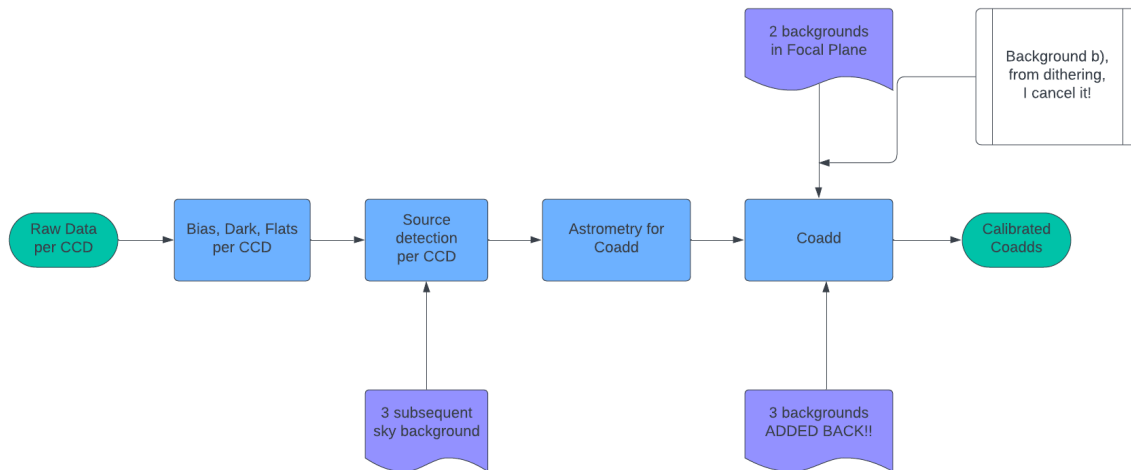 2 backgrounds
in Focal Plane
Background b),
from dithering,
I cancel it!
Raw Data
per CCD
Bias, Dark, Flats
per CCD
Source
detection
per CCD
Astrometry for
Coadd
Coadd
Calibrated
Coadds
3 subsequent
sky background
3 backgrounds
ADDED BACK!!